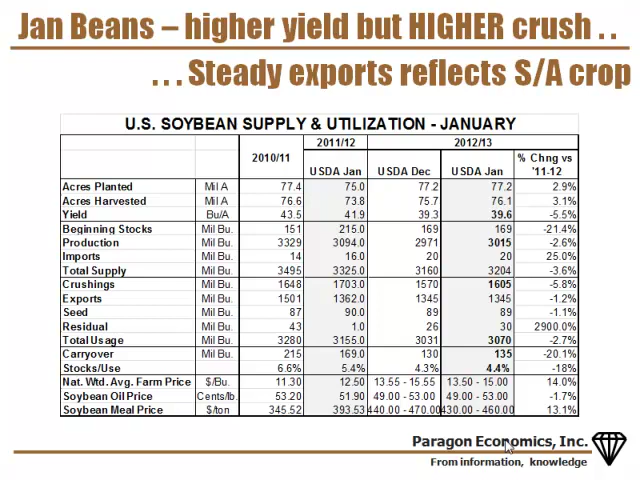 Jan Beans – higher yield but HIGHER crush . .
. . . Steady exports reflects S/A crop
U.S. SOYBEAN SUPPLY & UTILIZATION - JANUARY
2010/11 2011/12 2012/13
USDA Jan USDA Dec USDA Jan % Chng vs '11-12
Acres Planted Mil A 77.4 75.0 77.2 77.2 2.9%
Acres Harvested Mil A 76.6 73.8 75.7 76.1 3.1%
Yield Bu/A 43.5 41.9 39.3 39.6 -5.5%
Beginning Stocks Mil Bu. 151 215.0 169 169 -21.4%
Production Mil Bu. 3329 3094.0 2971 3015 -2.6%
Imports Mil Bu. 14 16.0 20 20 25.0%
Total Supply Mil Bu. 3495 3325.0 3160 3204 -3.6%
Crushings Mil Bu. 1648 1703.0 1570 1605 -5.8%
Exports Mil Bu. 1501 1362.0 1345 1345 -1.2%
Seed Mil Bu. 87 90.0 89 89 -1.1%
Residual Mil Bu. 43 1.0 26 30 2900.0%
Total Usage Mil Bu. 3280 3155.0 3031 3070 -2.7%
Carryover Mil Bu. 215 169.0 130 135 -20.1%
Stocks/Use 6.6% 5.4% 4.3% 4.4% -18%
Nat. Wtd. Avg. Farm Price $/Bu. 11.30 12.50 13.55 - 15.55 13.50 - 15.00 14.0%
Soybean Oil Price Cents/lb. 53.20 51.90 49.00 - 53.00 49.00 - 53.00 -1.7%
Soybean Meal Price $/ton 345.52 393.53 440.00 - 470.00 430.00 - 460.00 13.1%
Paragon Economics, Inc.
From information, knowledge